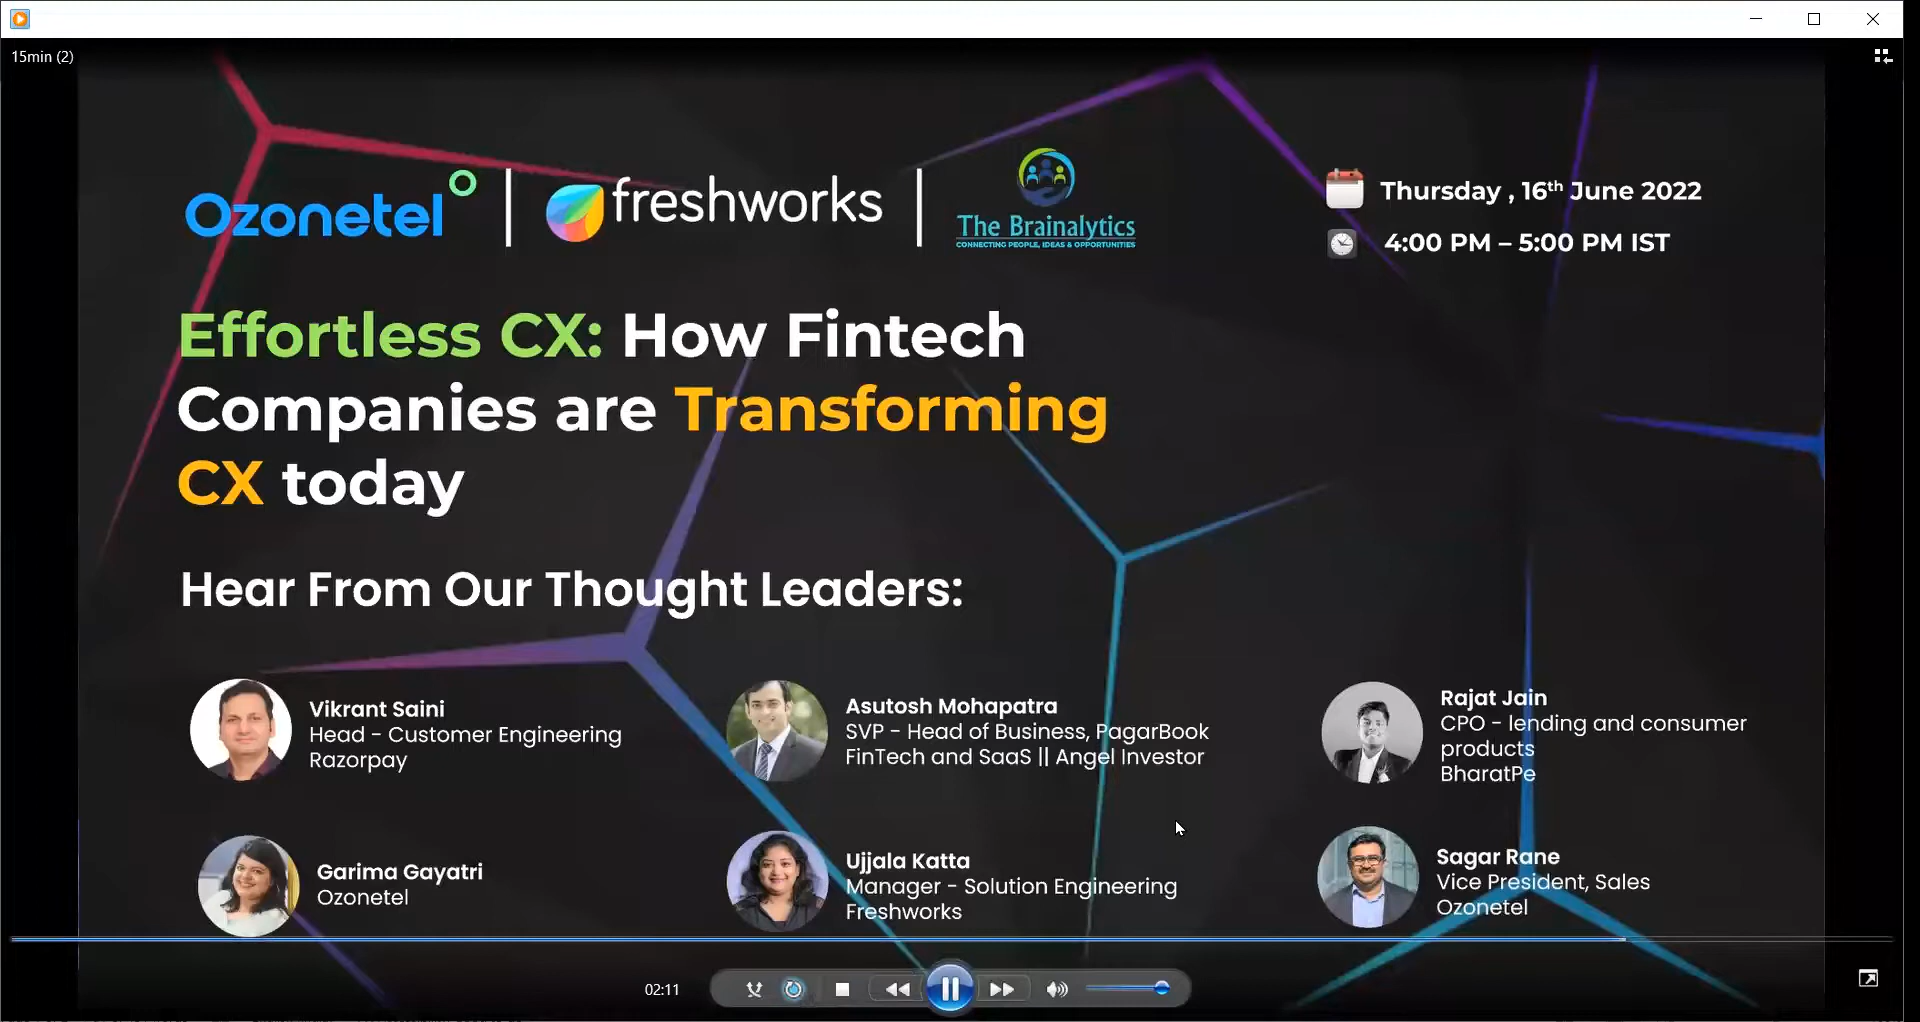 15min (2)
Ozonetel
freshworks
The Brainalytics
CONNECTING PEOPLE, IDEAS & OPPORTUNITIES
Thursday , 16th June 2022
4:00 PM – 5:00 PM IST
Effortless CX: How Fintech
Companies are Transforming
CX today
Hear From Our Thought Leaders:
Vikrant Saini
Head - Customer Engineering
Razorpay
Asutosh Mohapatra
SVP - Head of Business, PagarBook
FinTech and SaaS || Angel Investor
Rajat Jain
CPO - lending and consumer
products
BharatPe
Garima Gayatri
Ozonetel
Ujjala Katta
Manager - Solution Engineering
Freshworks
Sagar Rane
Vice President, Sales
Ozonetel
02:11